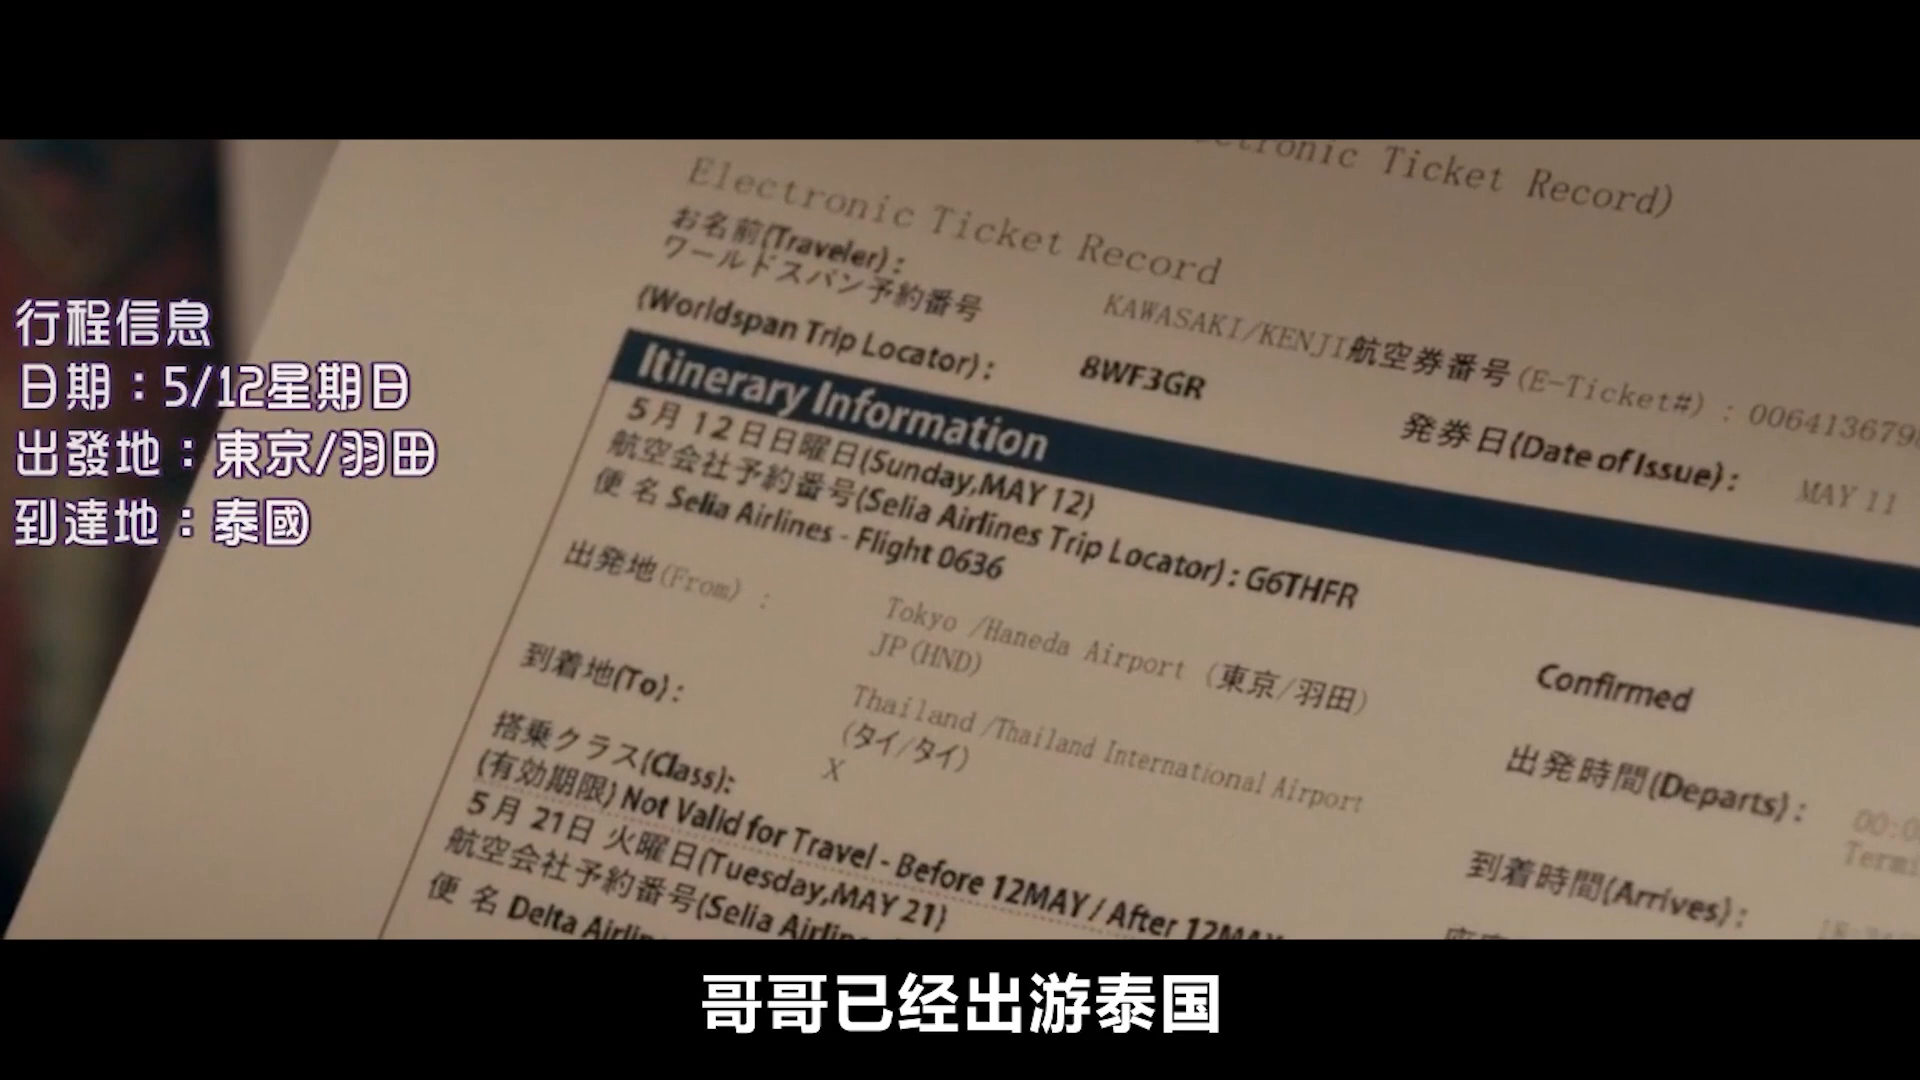 ctronic Ticket Record)
Electronic Ticket Record
お名前(Traveler) :
KAWASAKI/KENJI
航空券番号(E-Ticket#) : 0064136798
ワールドスパン予約番号
(Worldspan Trip Locator) :
8WF3GR
発券日(Date of Issue) :
MAY 11
Itinerary Information
5月12日日曜日(Sunday,MAY 12)
航空会社予約番号(Selia Airlines Trip Locator) : G6THFR
便 名 Selia Airlines - Flight 0636
出発地(From) :
Tokyo /Haneda Airport (東京/羽田)
JP(HND)
Confirmed
到着地(To) :
Thailand /Thailand International Airport
(タイ/タイ)
出発時間(Departs) :
00:0
Termi
搭乗クラス(Class):
X
到着時間(Arrives) :
(有効期限) Not Valid for Travel - Before 12MAY / After 12MAY
5月 21日 火曜日(Tuesday,MAY 21)
航空会社予約番号(Selia Airlin
便 名 Delta Airlin
行程信息
日期：5/12星期日
出發地：東京/羽田
到達地：泰國
哥哥已经出游泰国